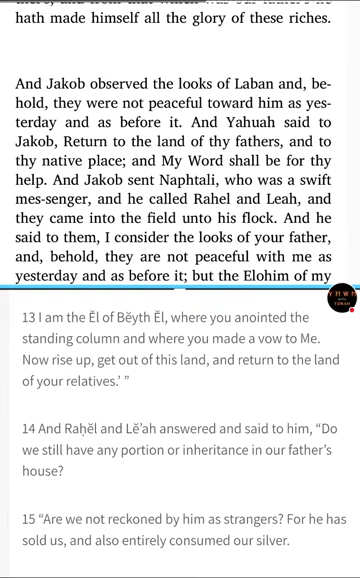 hath made himself all the glory of these riches.
And Jakob observed the looks of Laban and, be-
hold, they were not peaceful toward him as yes-
terday and as before it. And Yahuah said to
Jakob, Return to the land of thy fathers, and to
thy native place; and My Word shall be for thy
help. And Jakob sent Naphtali, who was a swift
mes-senger, and he called Rahel and Leah, and
they came into the field unto his flock. And he
said to them, I consider the looks of your father,
and, behold, they are not peaceful with me as
yesterday and as before it; but the Elohim of my
13 I am the Ĕl of Bĕyth Ĕl, where you anointed the
standing column and where you made a vow to Me.
Now rise up, get out of this land, and return to the land
of your relatives.’ ”
14 And Raḥĕl and Lĕ’ah answered and said to him, “Do
we still have any portion or inheritance in our father’s
house?
15 “Are we not reckoned by him as strangers? For he has
sold us, and also entirely consumed our silver.